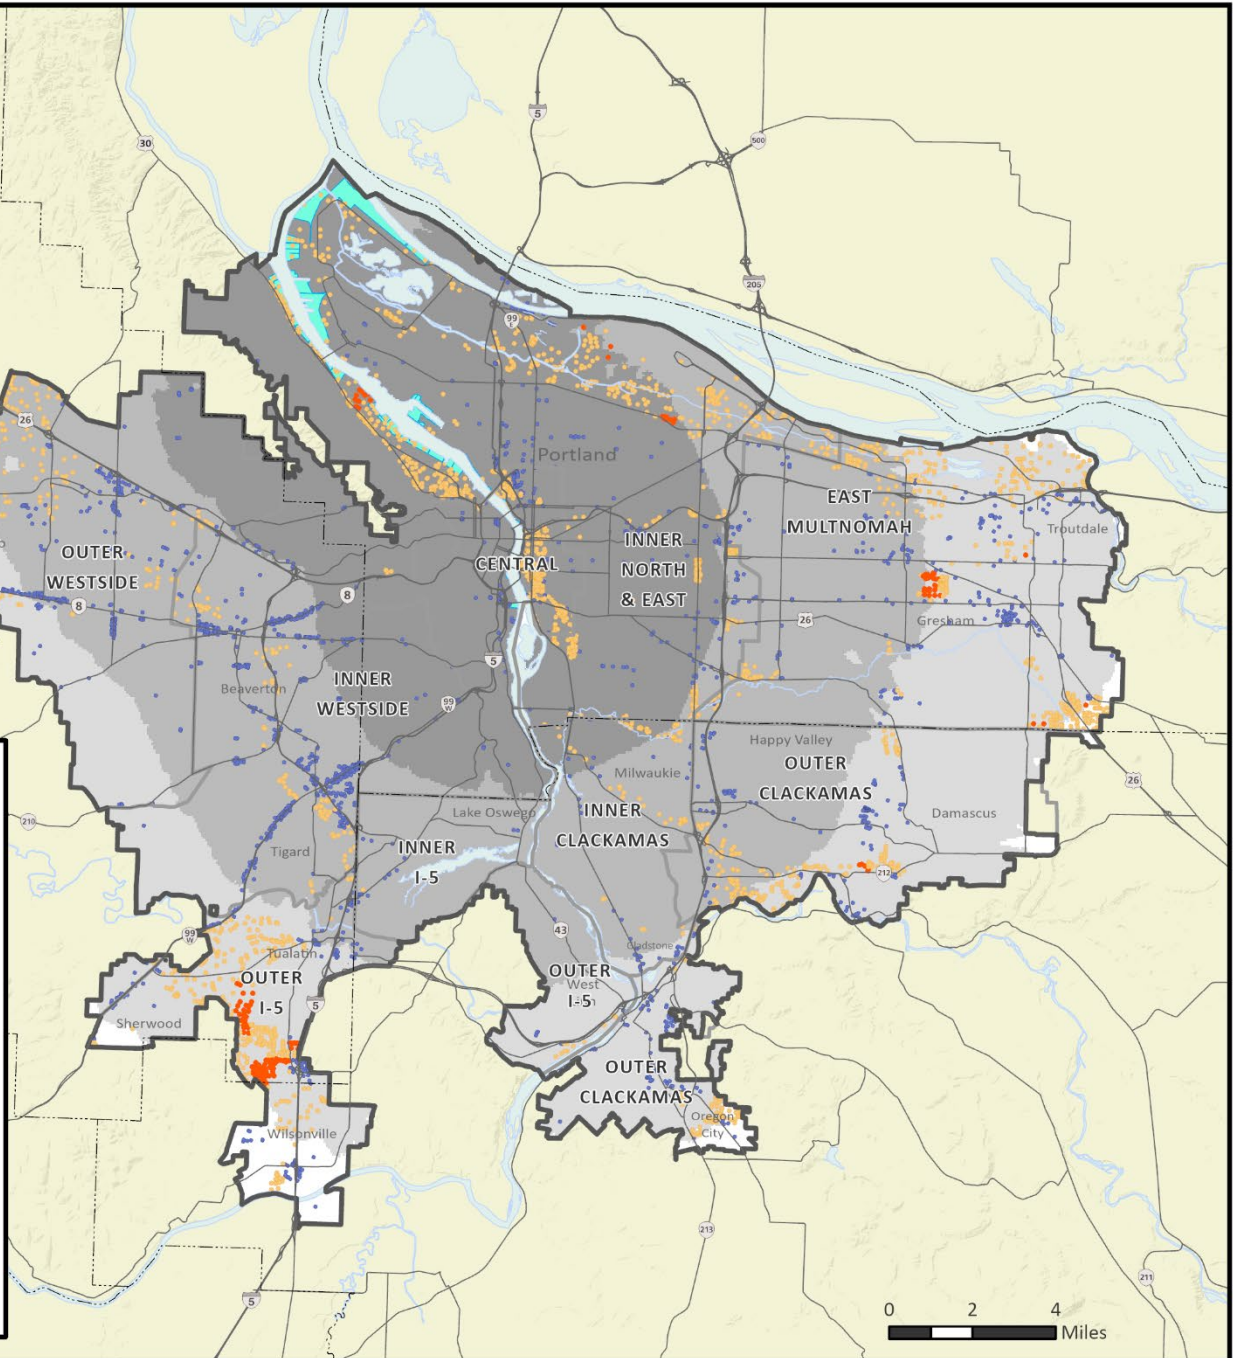 5
30
500
205
99
E
26
Portland
EAST
MULTNOMAH
Troutdale
INNER
NORTH
& EAST
CENTRAL
OUTER
WESTSIDE
8
8
26
Gresham
5
Beaverton
INNER
WESTSIDE
99
W
Happy Valley
OUTER
CLACKAMAS
Milwaukie
26
Lake Oswego
INNER
CLACKAMAS
Damascus
210
Tigard
INNER
I-5
212
99
W
43
Gladstone
Tualatin
OUTER
I-5
5
OUTER
West
I-5
Sherwood
OUTER
CLACKAMAS
Oregon
City
Wilsonville
213
211
5
0 2 4
Miles